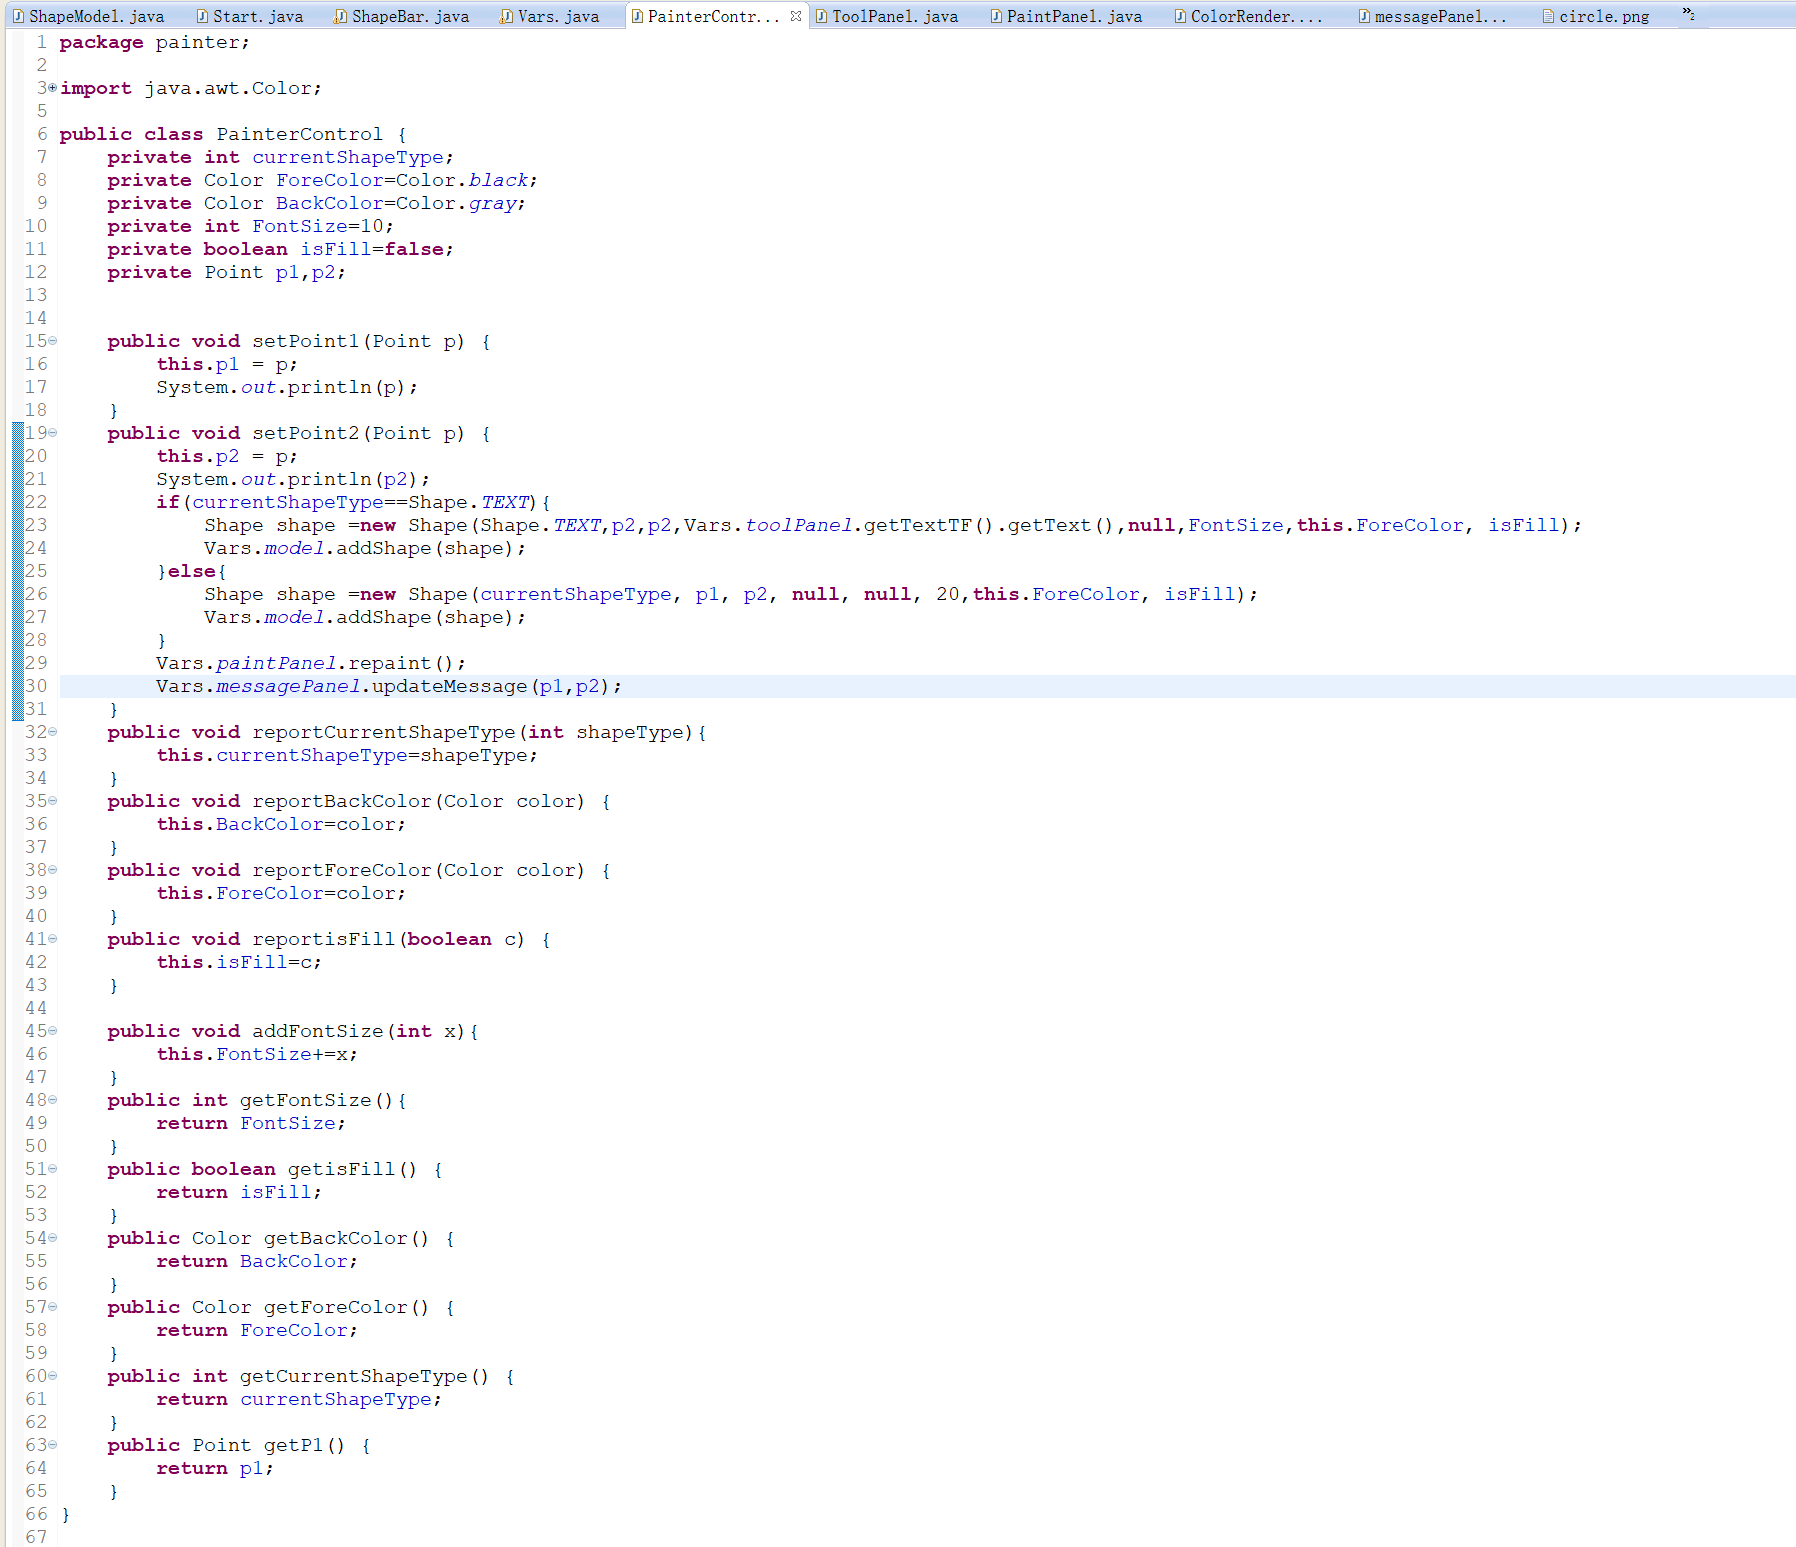 ShapeModel.java Start.java ShapeBar.java Vars.java PainterContr... ToolPanel.java PaintPanel.java ColorRender.... messagePanel... circle.png »2
1 package painter;
2
3 import java.awt.Color;
5
6 public class PainterControl {
7     private int currentShapeType;
8     private Color ForeColor=Color.black;
9     private Color BackColor=Color.gray;
10     private int FontSize=10;
11     private boolean isFill=false;
12     private Point p1,p2;
13
14
15     public void setPoint1(Point p) {
16         this.p1 = p;
17         System.out.println(p);
18     }
19     public void setPoint2(Point p) {
20         this.p2 = p;
21         System.out.println(p2);
22         if(currentShapeType==Shape.TEXT){
23             Shape shape =new Shape(Shape.TEXT,p2,p2,Vars.toolPanel.getTextTF().getText(),null,FontSize,this.ForeColor, isFill);
24             Vars.model.addShape(shape);
25         }else{
26             Shape shape =new Shape(currentShapeType, p1, p2, null, null, 20,this.ForeColor, isFill);
27             Vars.model.addShape(shape);
28         }
29         Vars.paintPanel.repaint();
30         Vars.messagePanel.updateMessage(p1,p2);
31     }
32     public void reportCurrentShapeType(int shapeType){
33         this.currentShapeType=shapeType;
34     }
35     public void reportBackColor(Color color) {
36         this.BackColor=color;
37     }
38     public void reportForeColor(Color color) {
39         this.ForeColor=color;
40     }
41     public void reportisFill(boolean c) {
42         this.isFill=c;
43     }
44
45     public void addFontSize(int x){
46         this.FontSize+=x;
47     }
48     public int getFontSize(){
49         return FontSize;
50     }
51     public boolean getisFill() {
52         return isFill;
53     }
54     public Color getBackColor() {
55         return BackColor;
56     }
57     public Color getForeColor() {
58         return ForeColor;
59     }
60     public int getCurrentShapeType() {
61         return currentShapeType;
62     }
63     public Point getP1() {
64         return p1;
65     }
66 }
67